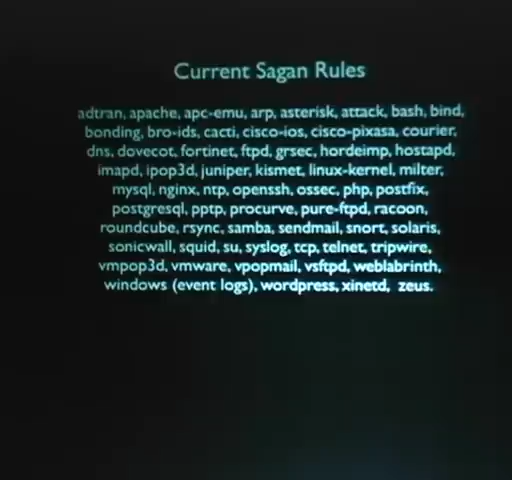 Current Sagan Rules
adtran, apache, apc-emu, arp, asterisk, attack, bash, bind,
bonding, bro-ids, cacti, cisco-ios, cisco-pixasa, courier,
dns, dovecot, fortinet, ftpd, grsec, hordeimp, hostapd,
imapd, ipop3d, juniper, kismet, linux-kernel, milter,
mysql, nginx, ntp, openssh, ossec, php, postfix,
postgresql, pptp, procurve, pure-ftpd, racoon,
roundcube, rsync, samba, sendmail, snort, solaris,
sonicwall, squid, su, syslog, tcp, telnet, tripwire,
vmpop3d, vmware, vpopmail, vsftpd, weblabrinth,
windows (event logs), wordpress, xinetd, zeus.